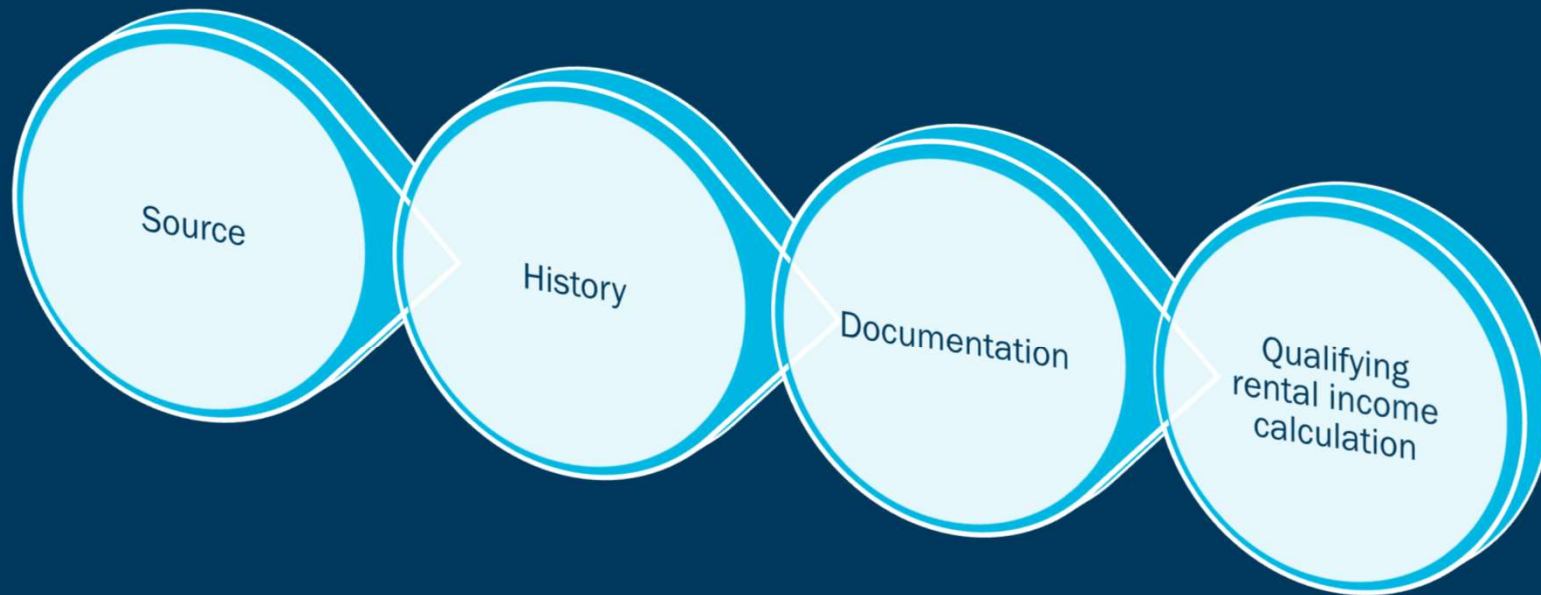 Source
History
Documentation
Qualifying
rental income
calculation